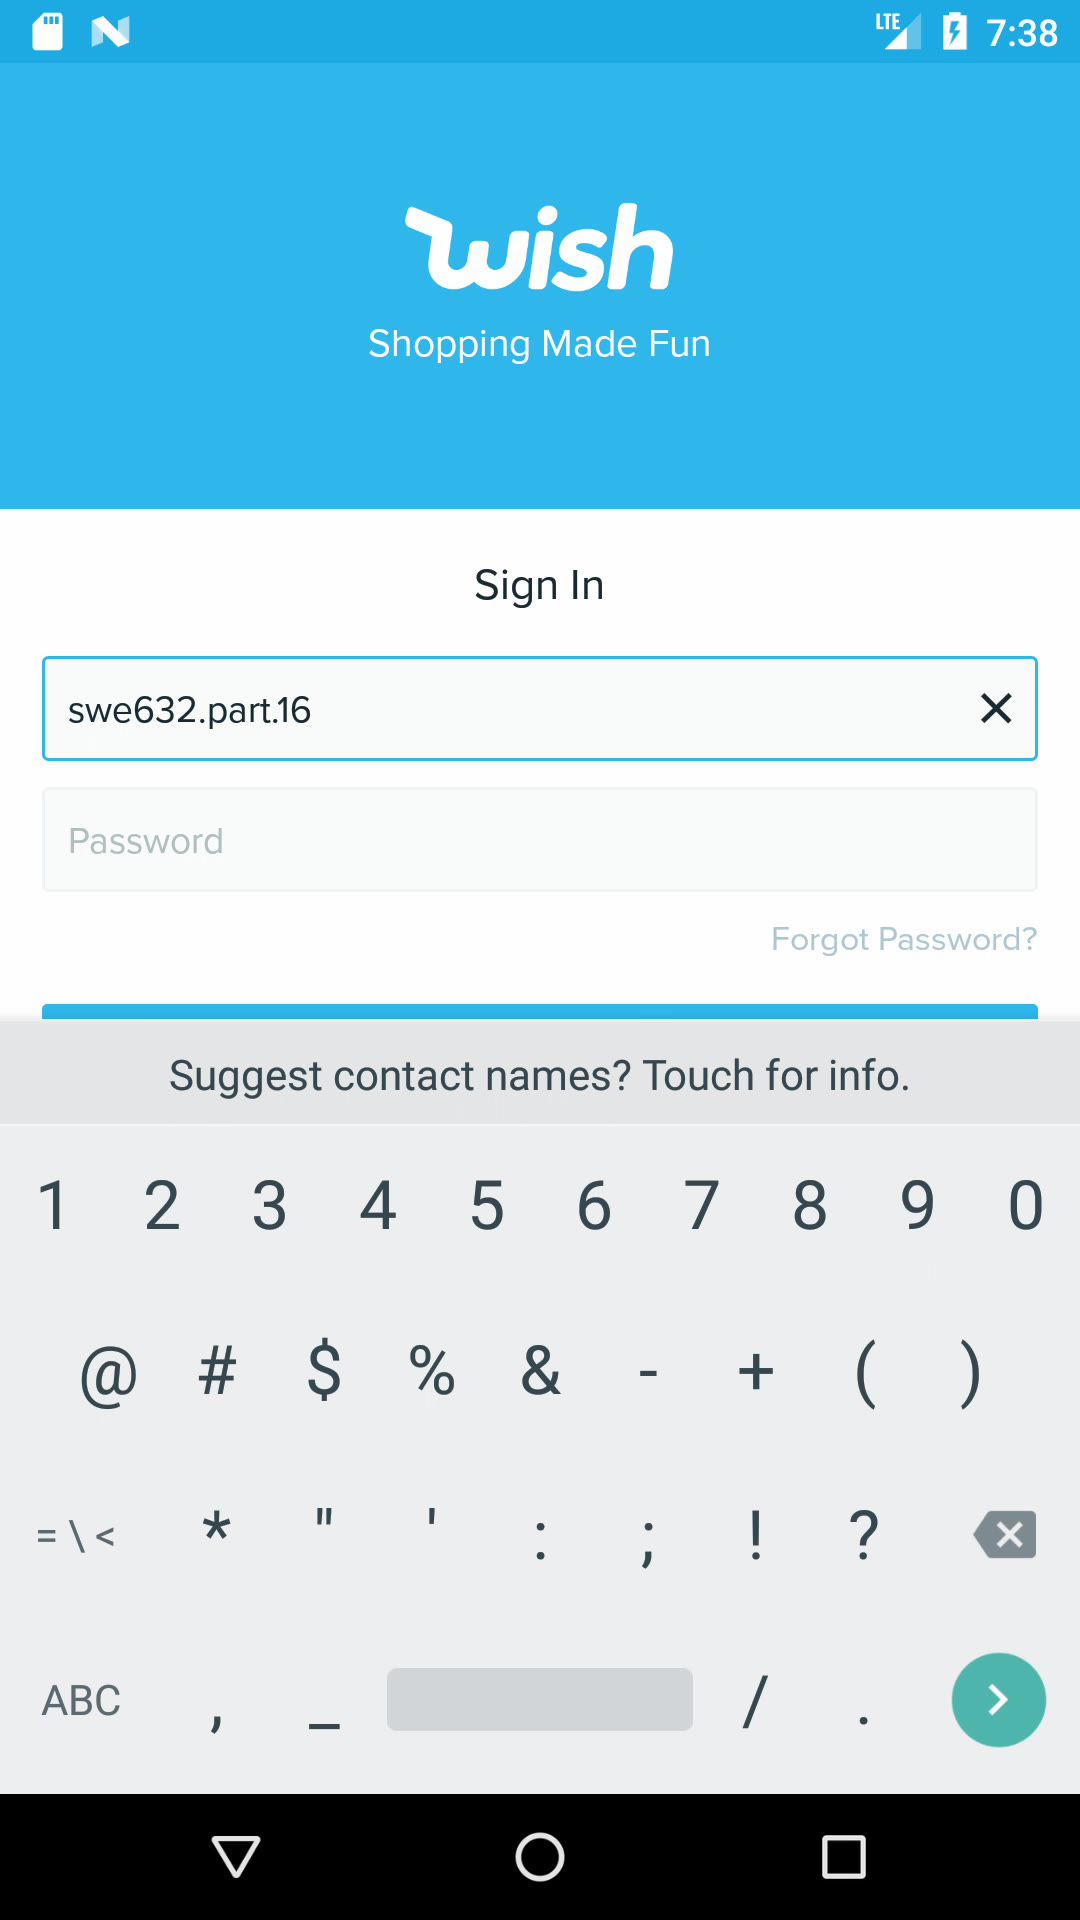 LTE 7:38
wish
Shopping Made Fun
Sign In
swe632.part.16
Password
Forgot Password?
Suggest contact names? Touch for info.
1 2 3 4 5 6 7 8 9 0
@ # $ % & - + ( )
= \ < * " ' : ; ! ?
ABC , _ / .